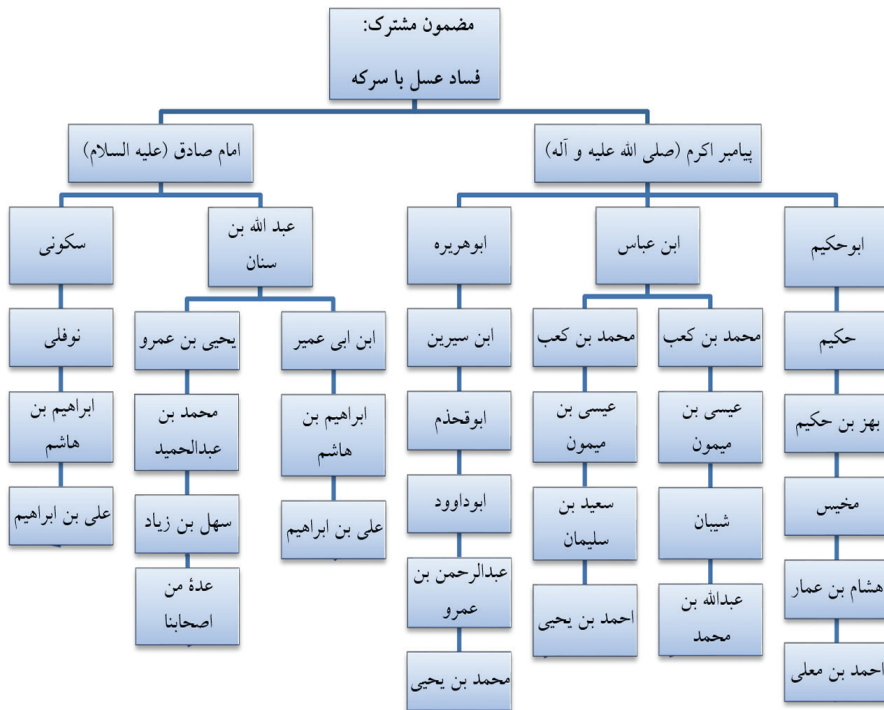 مضمون مشترک:
فساد عسل با سرکه
پیامبر اکرم (صلی الله علیه و آله)
امام صادق (علیه السلام)
ابوحکیم
ابن عباس
ابوهریره
عبد الله بن
سنان
سکونی
حکیم
محمد بن کعب
محمد بن کعب
ابن سیرین
ابن ابی عمیر
یحیی بن عمرو
نوفلی
بهز بن حکیم
عیسی بن
میمون
عیسی بن
میمون
ابوقحذم
ابراهیم بن
هاشم
محمد بن
عبدالحمید
ابراهیم بن
هاشم
مخیس
شیبان
سعید بن
سلیمان
ابوداوود
علی بن ابراهیم
سهل بن زیاد
علی بن ابراهیم
هشام بن عمار
عبدالله بن
محمد
احمد بن یحیی
عبدالرحمن بن
عمرو
عدۀ من
اصحابنا
احمد بن معلی
محمد بن یحیی